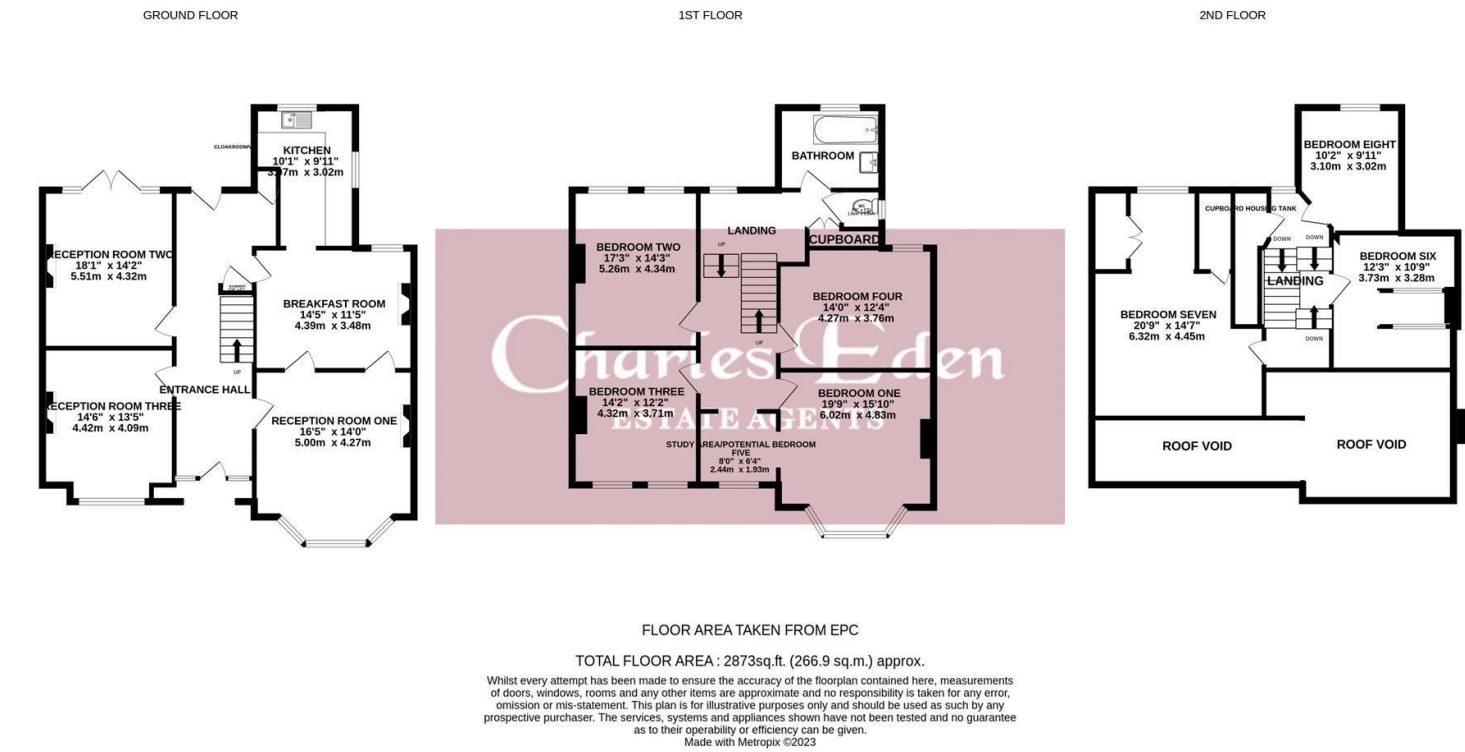 GROUND FLOOR
1ST FLOOR
2ND FLOOR
CLOAKROOM/W
KITCHEN
10'1" x 9'11"
3.07m x 3.02m
RECEPTION ROOM TWO
18'1" x 14'2"
5.51m x 4.32m
BREAKFAST ROOM
14'5" x 11'5"
4.39m x 3.48m
UP
ENTRANCE HALL
RECEPTION ROOM THREE
14'6" x 13'5"
4.42m x 4.09m
RECEPTION ROOM ONE
16'5" x 14'0"
5.00m x 4.27m
BATHROOM
WC
LANDING
UP
CUPBOARD
BEDROOM TWO
17'3" x 14'3"
5.26m x 4.34m
BEDROOM FOUR
14'0" x 12'4"
4.27m x 3.76m
UP
Charles Eden
ESTATE AGENTS
BEDROOM THREE
14'2" x 12'2"
4.32m x 3.71m
BEDROOM ONE
19'9" x 15'10"
6.02m x 4.83m
STUDY AREA/POTENTIAL BEDROOM
FIVE
8'0" x 6'4"
2.44m x 1.93m
BEDROOM EIGHT
10'2" x 9'11"
3.10m x 3.02m
CUPBOARD HOUSING TANK
DOWN
DOWN
BEDROOM SIX
12'3" x 10'9"
3.73m x 3.28m
LANDING
BEDROOM SEVEN
20'9" x 14'7"
6.32m x 4.45m
DOWN
ROOF VOID
ROOF VOID
FLOOR AREA TAKEN FROM EPC
TOTAL FLOOR AREA : 2873sq.ft. (266.9 sq.m.) approx.
Whilst every attempt has been made to ensure the accuracy of the floorplan contained here, measurements
of doors, windows, rooms and any other items are approximate and no responsibility is taken for any error,
omission or mis-statement. This plan is for illustrative purposes only and should be used as such by any
prospective purchaser. The services, systems and appliances shown have not been tested and no guarantee
as to their operability or efficiency can be given.
Made with Metropix ©2023